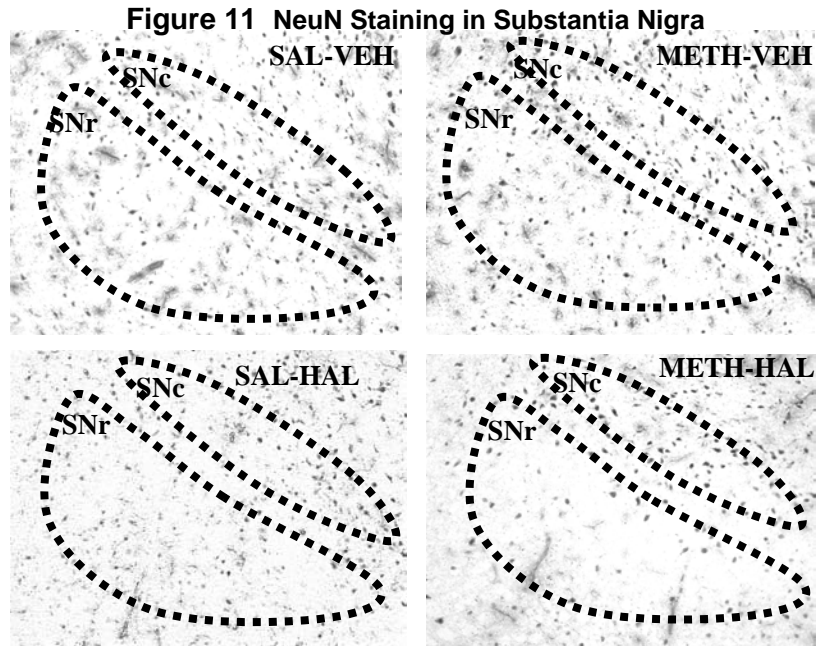 Figure 11 NeuN Staining in Substantia Nigra
SAL-VEH
SNc
SNr
METH-VEH
SNc
SNr
SAL-HAL
SNc
SNr
METH-HAL
SNc
SNr